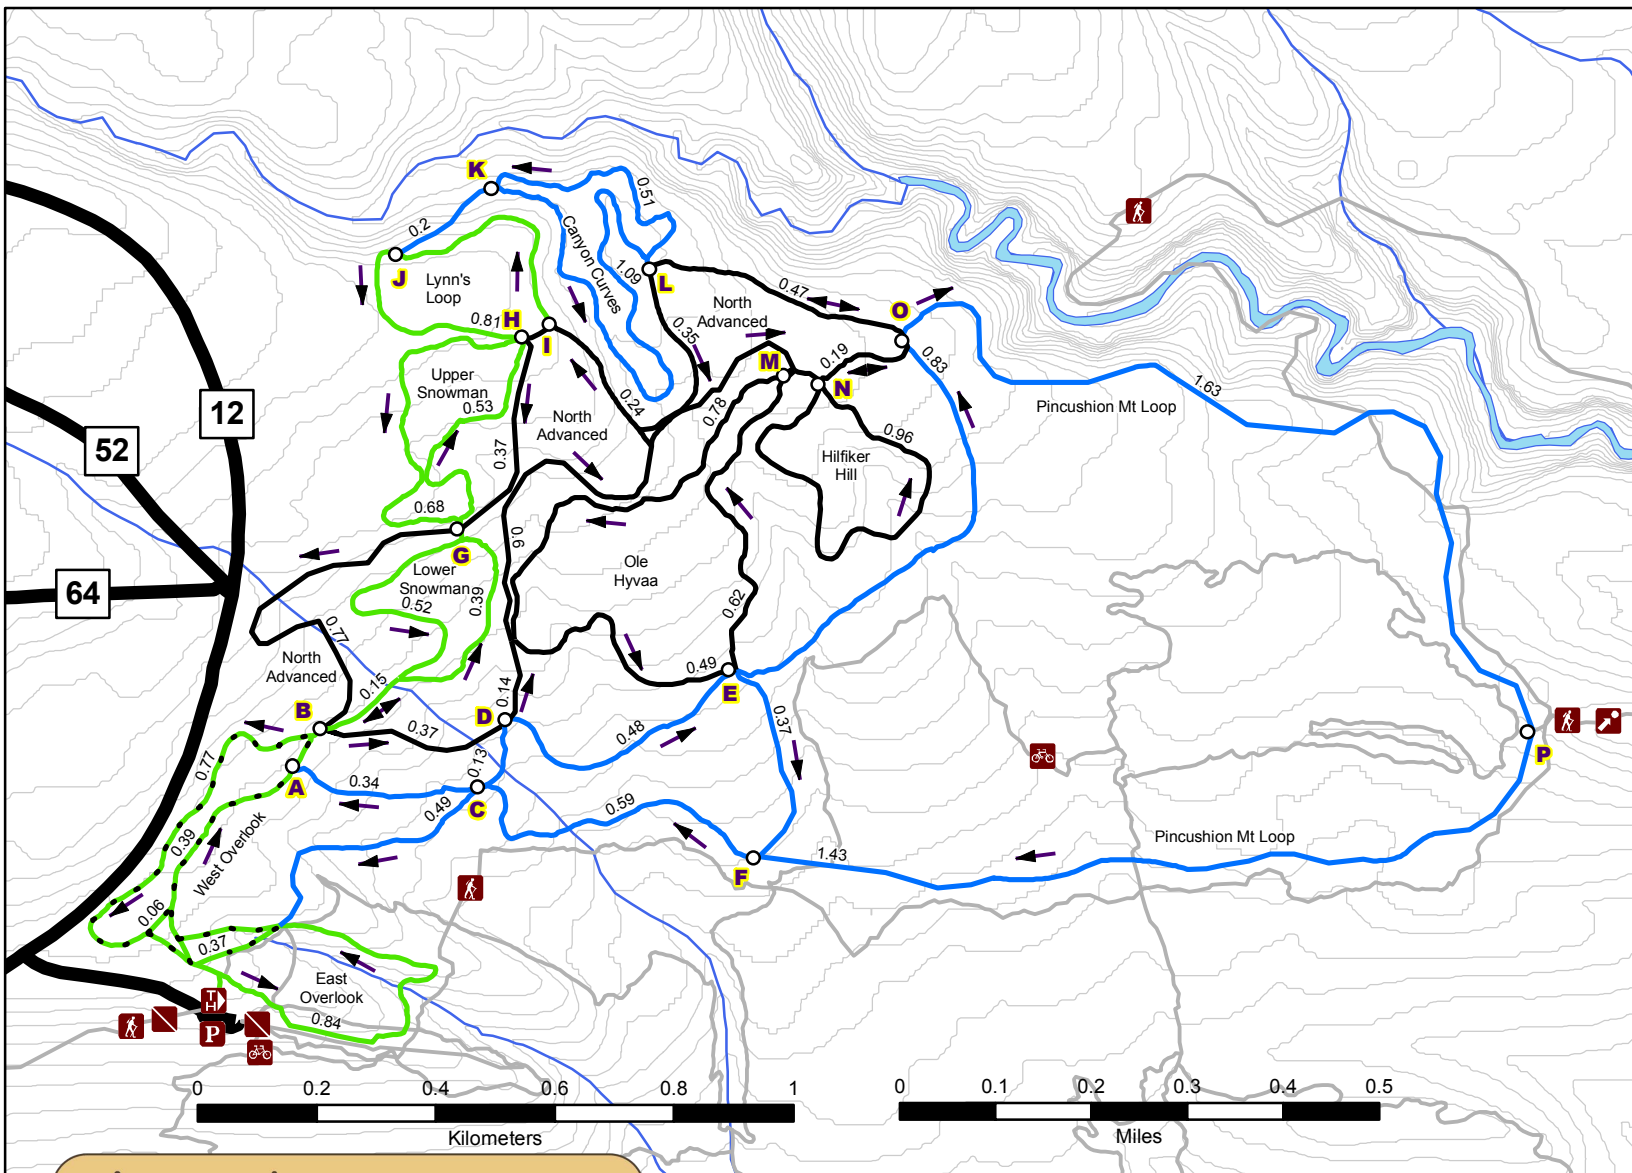 K
0.2
0.51
Canyon Curves
1.09
J
Lynn's
Loop
L
0.47
O
North
Advanced
0.81
H
I
0.35
M
0.19
N
0.83
1.63
Pincushion Mt Loop
12
52
64
Upper
Snowman
0.53
0.24
0.78
North
Advanced
0.96
Hilfiker
Hill
0.37
0.68
G
0.6
Ole
Hyvaa
Lower
Snowman
0.52
0.39
0.62
0.77
North
Advanced
0.15
0.49
E
B
D
0.14
0.37
0.48
0.37
P
0.77
A
0.34
0.13
C
0.49
0.59
Pincushion Mt Loop
0.39
West Overlook
F
1.43
0.06
0.37
East
Overlook
0.84
TH
P
0 0.2 0.4 0.6 0.8 1
Kilometers
0 0.1 0.2 0.3 0.4 0.5
Miles